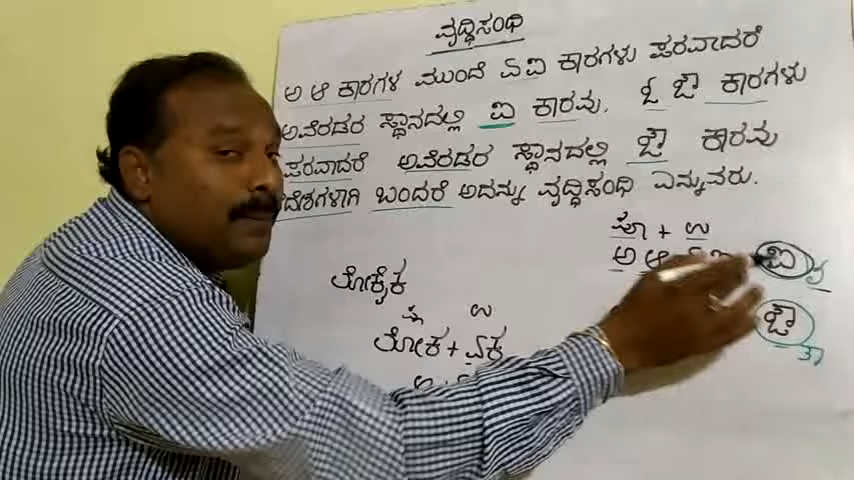 ವೃದ್ಧಿಸಂಧಿ
ಅ ಆ ಕಾರಗಳ ಮುಂದೆ ಏ ಐ ಕಾರಗಳು ಪರವಾದರೆ
ಅವೆರಡರ ಸ್ಥಾನದಲ್ಲಿ ಐ ಕಾರವು. ಓ ಔ ಕಾರಗಳು
ಪರವಾದರೆ ಅವೆರಡರ ಸ್ಥಾನದಲ್ಲಿ ಔ ಕಾರವು
ದೇಶಗಳಾಗಿ ಬಂದರೆ ಅದನ್ನು ವೃದ್ಧಿಸಂಧಿ ಎನ್ನುವರು.
ಪೂ + ಉ
ಅ ಆ ಐ
ಲೋಕೈಕ
ಔ
ಪೂ ಉ
ಲೋಕ + ಏಕ